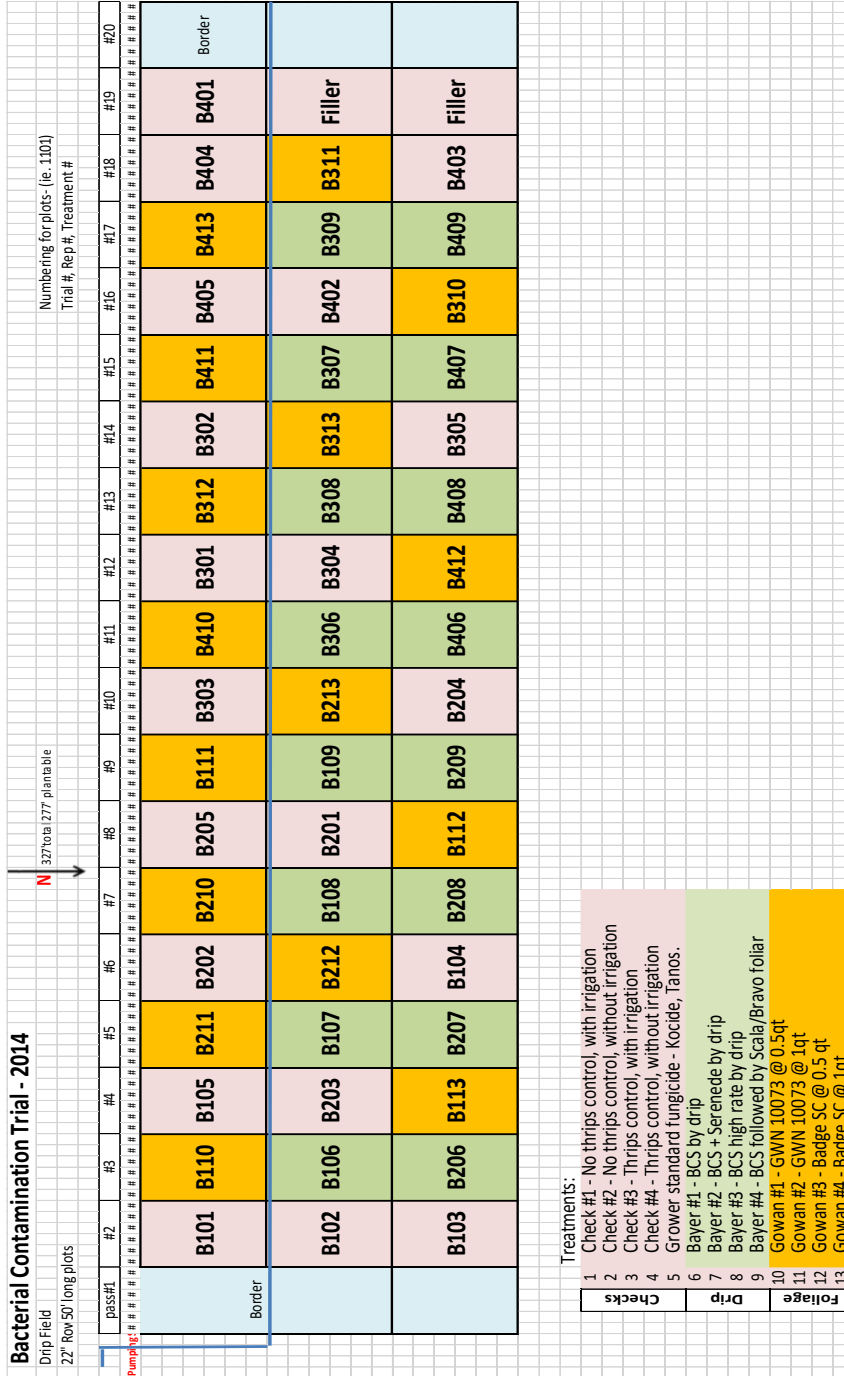 Bacterial Contamination Trial - 2014
Drip Field
22" Row 50' long plots
N 327'total 277' plantable
Numbering for plots- (ie. 1101)
Trial #, Rep #, Treatment #
pass#1 #2 #3 #4 #5 #6 #7 #8 #9 #10 #11 #12 #13 #14 #15 #16 #17 #18 #19 #20
Border B101 B110 B105 B211 B202 B210 B205 B111 B303 B410 B301 B312 B302 B411 B405 B413 B404 B401 Border
B102 B106 B203 B107 B212 B108 B201 B109 B213 B306 B304 B308 B313 B307 B402 B309 B311 Filler
B103 B206 B113 B207 B104 B208 B112 B209 B204 B406 B412 B408 B305 B407 B310 B409 B403 Filler
Treatments:
Checks
1 Check #1 - No thrips control, with irrigation
2 Check #2 - No thrips control, without irrigation
3 Check #3 - Thrips control, with irrigation
4 Check #4 - Thrips control, without irrigation
5 Grower standard fungicide - Kocide, Tanos.
Drip
6 Bayer #1 - BCS by drip
7 Bayer #2 - BCS + Serenede by drip
8 Bayer #3 - BCS high rate by drip
9 Bayer #4 - BCS followed by Scala/Bravo foliar
Foliage
10 Gowan #1 - GWN 10073 @ 0.5qt
11 Gowan #2 - GWN 10073 @ 1qt
12 Gowan #3 - Badge SC @ 0.5 qt
13 Gowan #4 - Badge SC @ 1qt